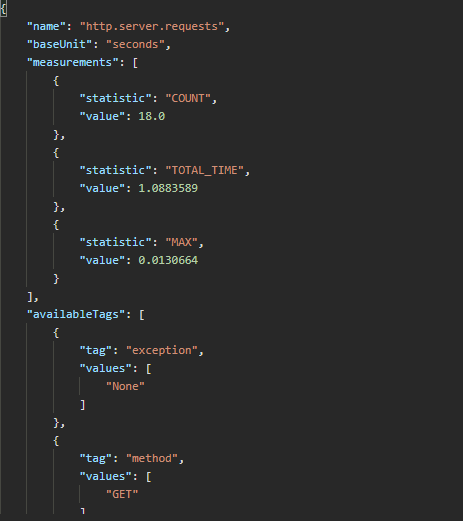 {
"name": "http.server.requests",
"baseUnit": "seconds",
"measurements": [
{
"statistic": "COUNT",
"value": 18.0
},
{
"statistic": "TOTAL_TIME",
"value": 1.0883589
},
{
"statistic": "MAX",
"value": 0.0130664
}
],
"availableTags": [
{
"tag": "exception",
"values": [
"None"
]
},
{
"tag": "method",
"values": [
"GET"
]